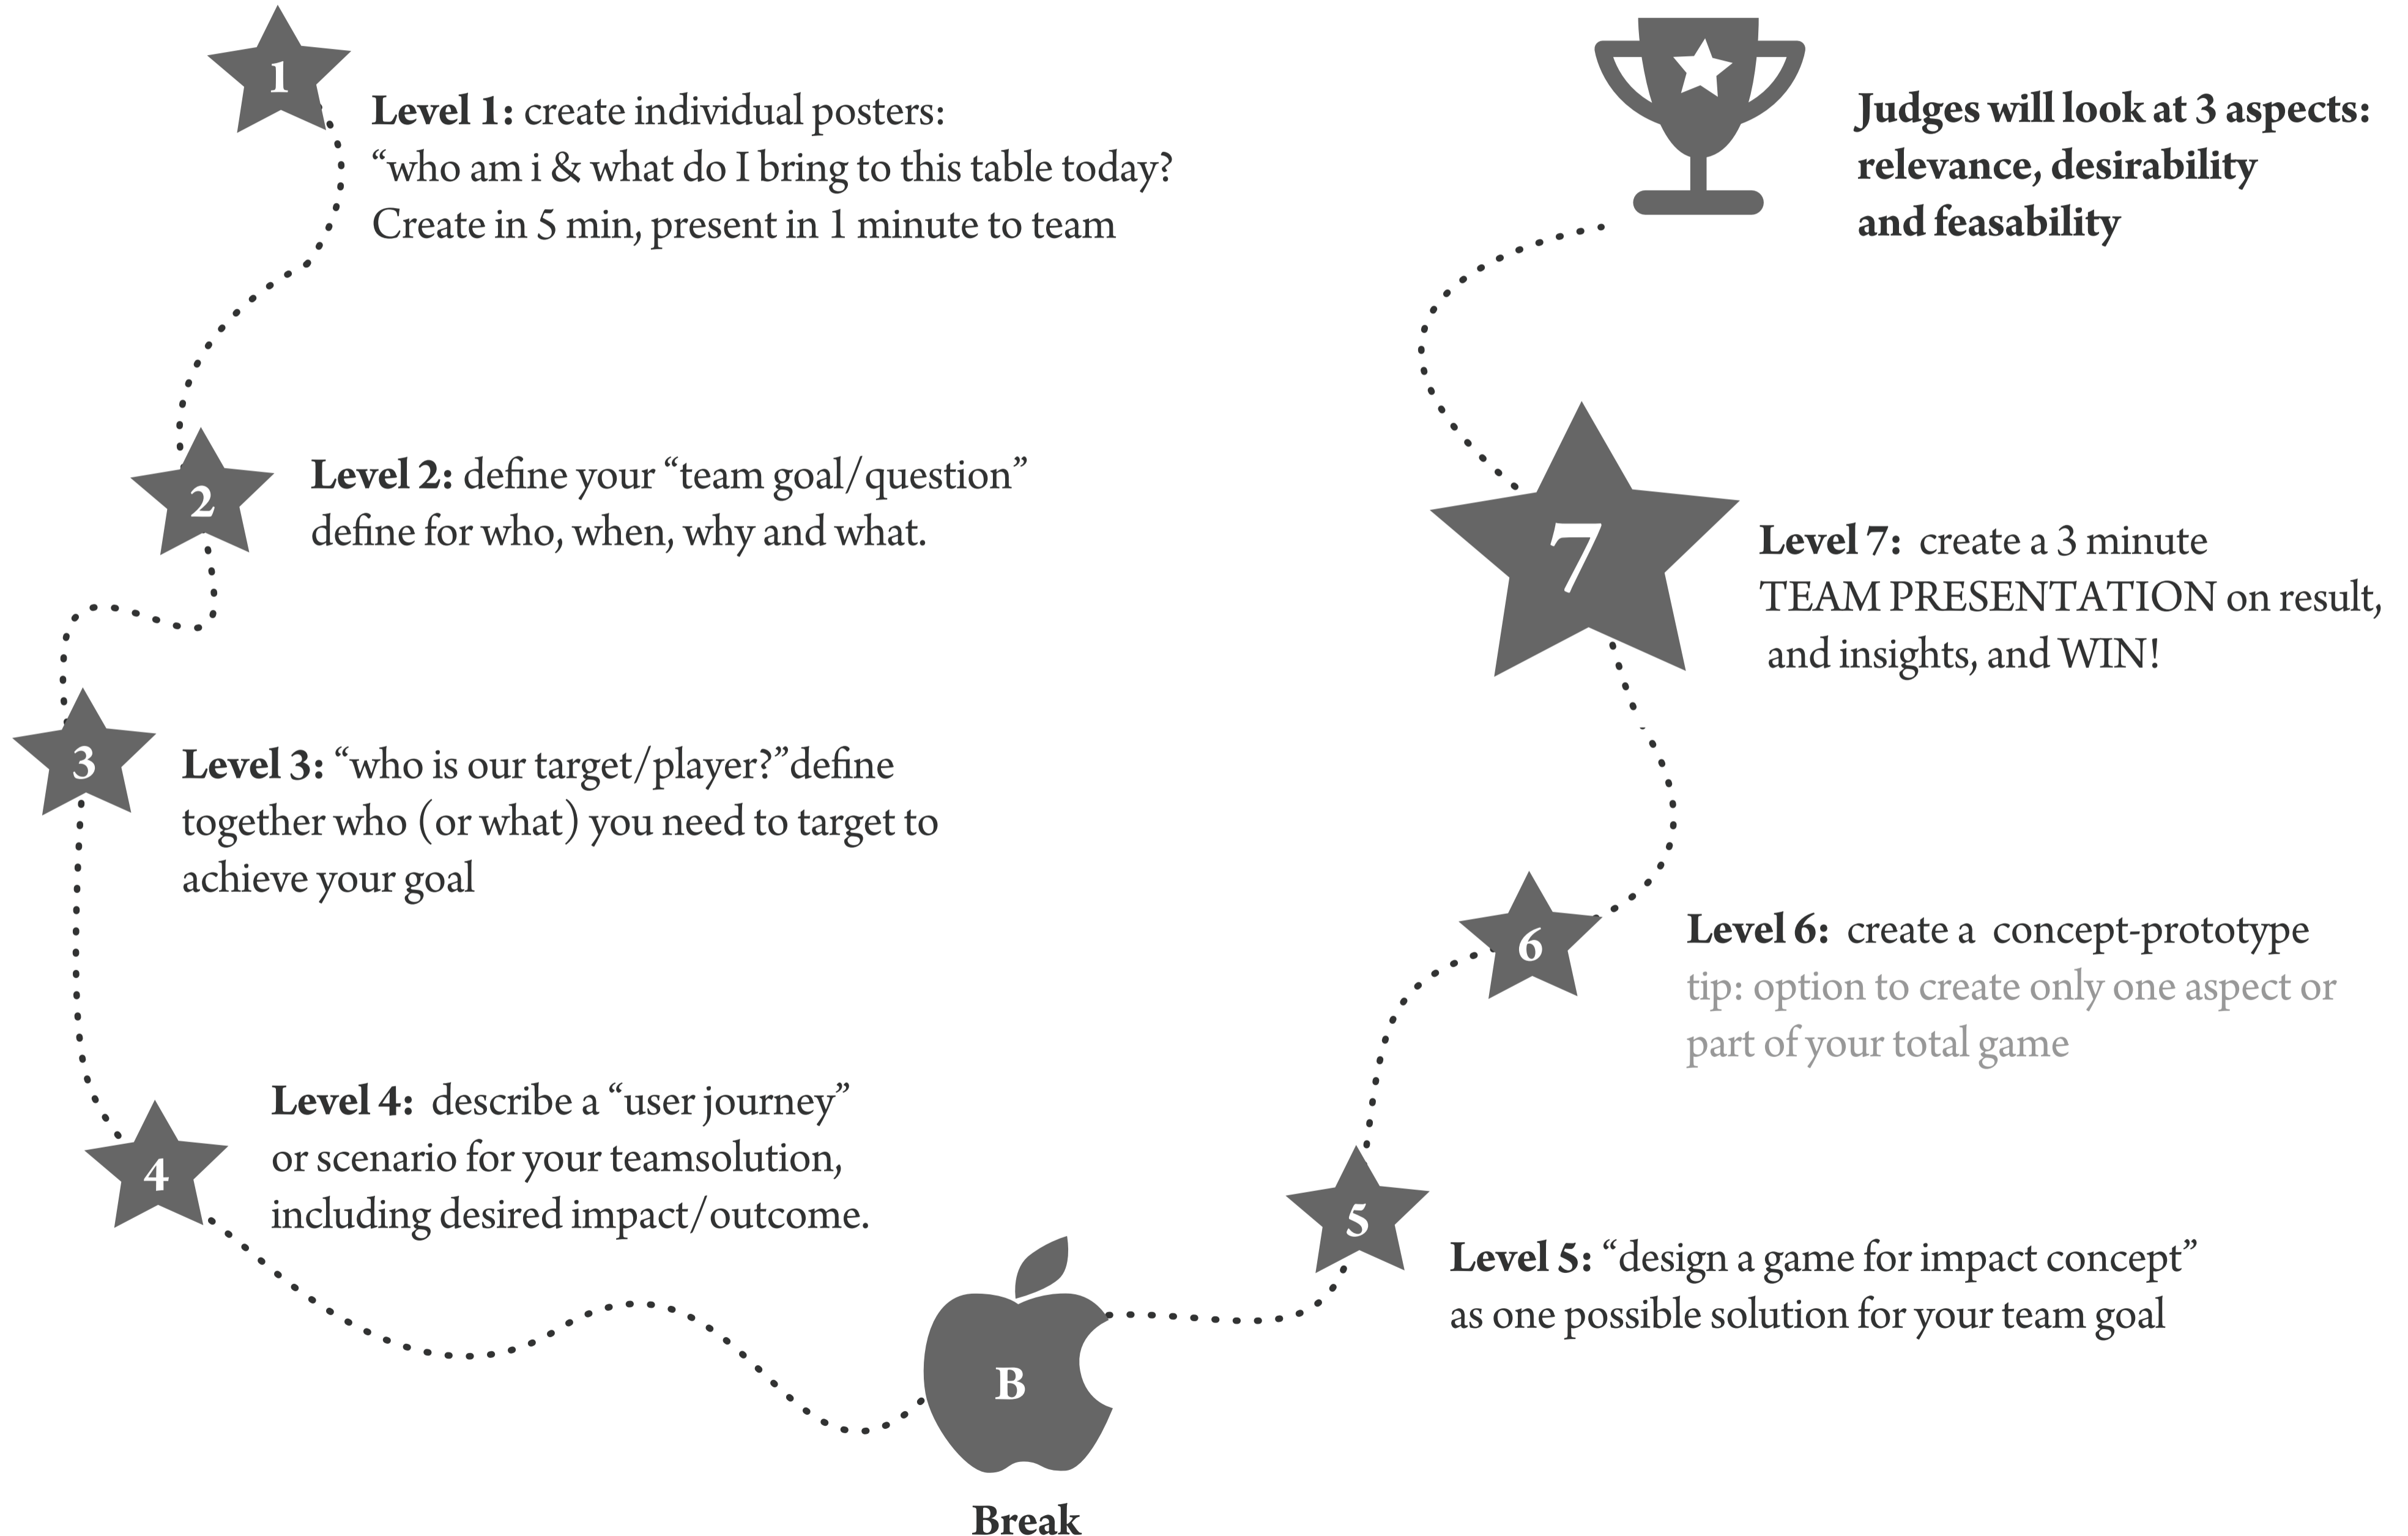 1
Level 1: create individual posters:
“who am i & what do I bring to this table today?
Create in 5 min, present in 1 minute to team
2
Level 2: define your “team goal/question”
define for who, when, why and what.
3
Level 3: “who is our target/player?”define
together who (or what) you need to target to
achieve your goal
4
Level 4: describe a “user journey”
or scenario for your teamsolution,
including desired impact/outcome.
B
Break
5
Level 5: “design a game for impact concept”
as one possible solution for your team goal
6
Level 6: create a concept-prototype
tip: option to create only one aspect or
part of your total game
7
Level 7: create a 3 minute
TEAM PRESENTATION on result,
and insights, and WIN!
Judges will look at 3 aspects:
relevance, desirability
and feasability